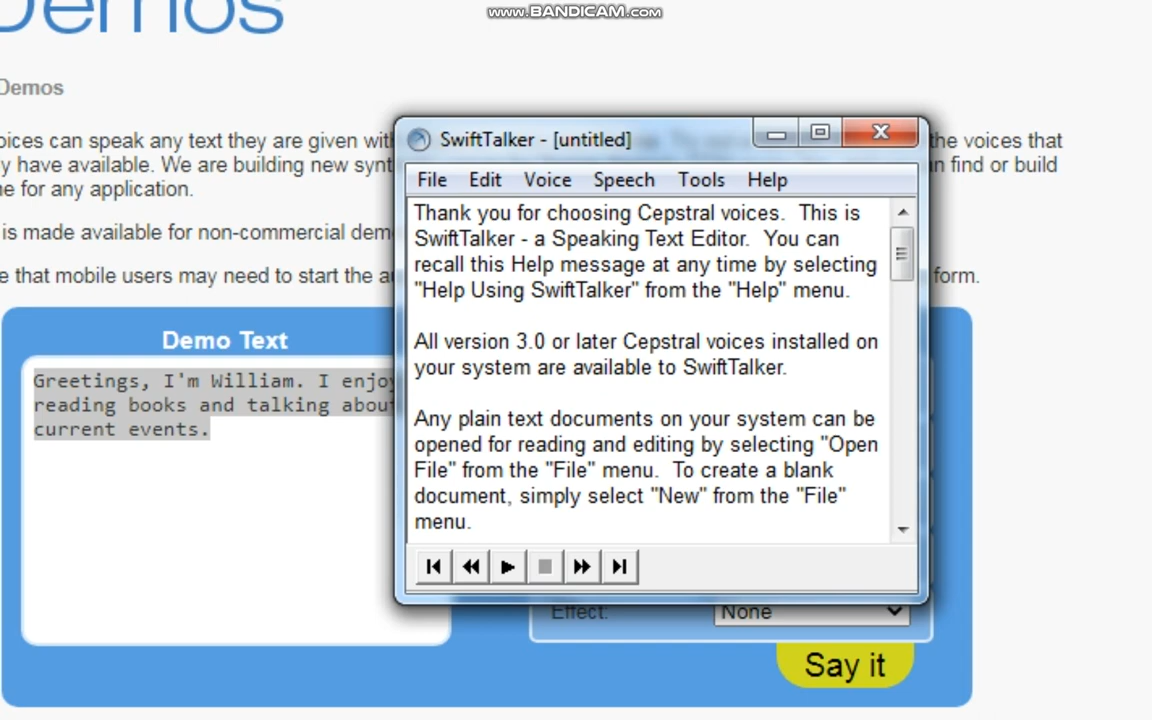 www.BANDICAM.com
Demos
Demos
oices can speak any text they are given with
the voices that
y have available. We are building new synt
n find or build
e for any application.
is made available for non-commercial dem
e that mobile users may need to start the au
form.
SwiftTalker - [untitled]
File Edit Voice Speech Tools Help
Thank you for choosing Cepstral voices. This is
SwiftTalker - a Speaking Text Editor. You can
recall this Help message at any time by selecting
"Help Using SwiftTalker" from the "Help" menu.
All version 3.0 or later Cepstral voices installed on
your system are available to SwiftTalker.
Any plain text documents on your system can be
opened for reading and editing by selecting "Open
File" from the "File" menu. To create a blank
document, simply select "New" from the "File"
menu.
Demo Text
Greetings, I'm William. I enjoy
reading books and talking about
current events.
Effect: None
Say it